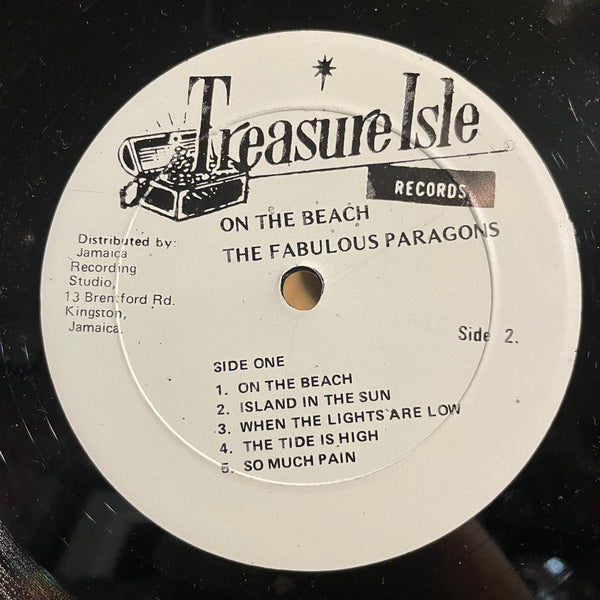 Treasure Isle
RECORDS
ON THE BEACH
THE FABULOUS PARAGONS
Distributed by:
Jamaica
Recording
Studio,
13 Brentford Rd.
Kingston,
Jamaica.
Side 2.
SIDE ONE
1. ON THE BEACH
2. ISLAND IN THE SUN
3. WHEN THE LIGHTS ARE LOW
4. THE TIDE IS HIGH
5. SO MUCH PAIN